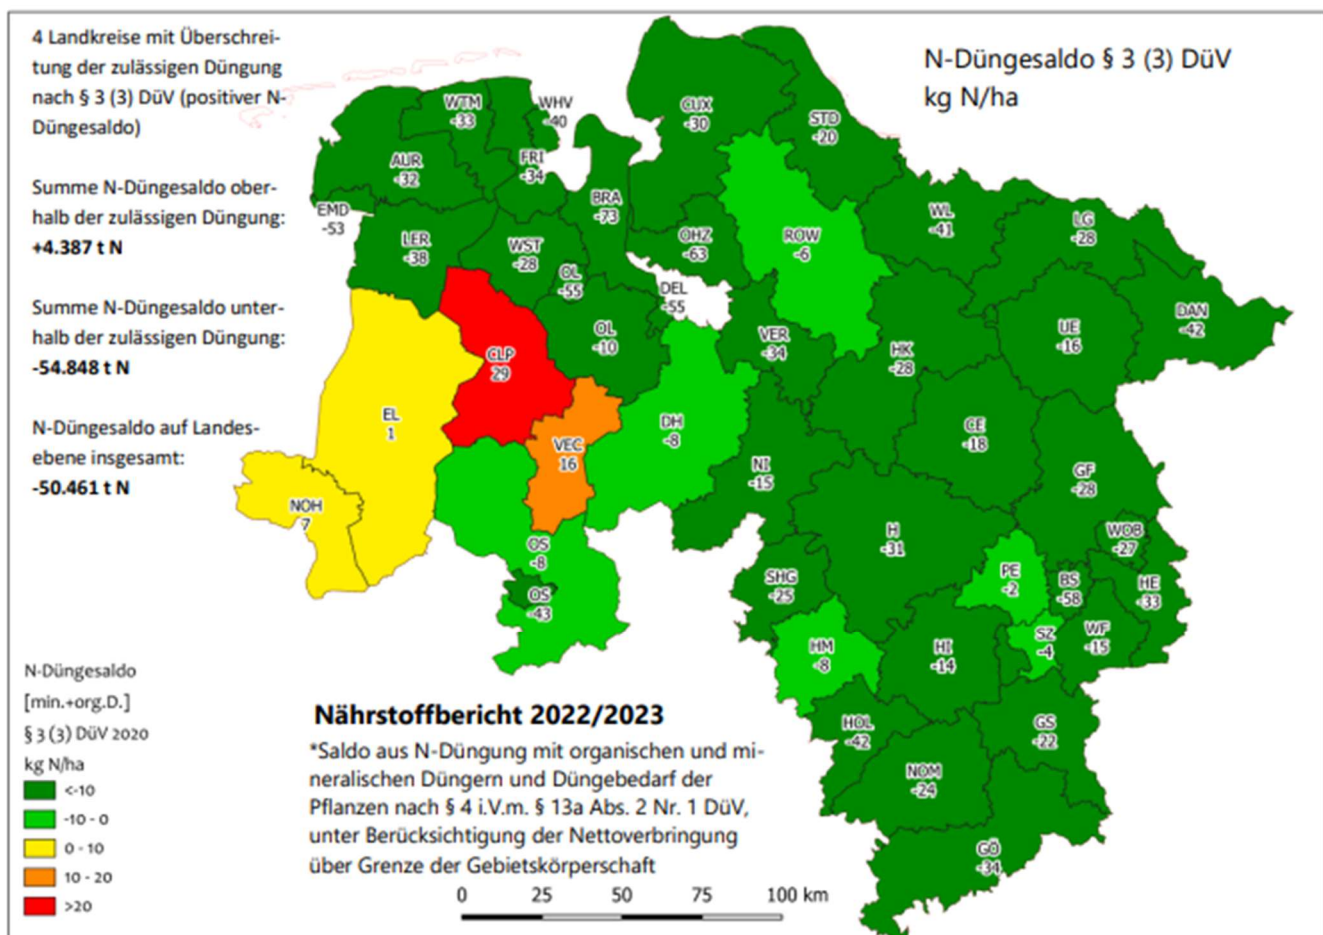 4 Landkreise mit Überschrei-
tung der zulässigen Düngung
nach § 3 (3) DüV (positiver N-
Düngesaldo)
Summe N-Düngesaldo ober-
halb der zulässigen Düngung:
+4.387 t N
Summe N-Düngesaldo unter-
halb der zulässigen Düngung:
-54.848 t N
N-Düngesaldo auf Landes-
ebene insgesamt:
-50.461 t N
N-Düngesaldo § 3 (3) DüV
kg N/ha
WTM
-33
WHV
-40
CUX
-30
STD
-20
AUR
-32
FRI
-34
BRA
-73
EMD
-53
LER
-38
WST
-28
OL
-55
OHZ
-63
ROW
-6
WL
-41
LG
-28
DEL
-55
OL
-10
VER
-34
HK
-28
UE
-16
DAN
-42
CLP
29
EL
1
VEC
16
DH
-8
NI
-15
CE
-18
GF
-28
NOH
7
OS
-8
OS
-43
H
-31
WOB
-27
SHG
-25
PE
-2
BS
-58
HE
-33
HM
-8
HI
-14
SZ
-4
WF
-15
HOL
-42
GS
-22
NOM
-24
GÖ
-34
N-Düngesaldo
[min.+org.D.]
§ 3 (3) DüV 2020
kg N/ha
<-10
-10 - 0
0 - 10
10 - 20
>20
Nährstoffbericht 2022/2023
*Saldo aus N-Düngung mit organischen und mi-
neralischen Düngern und Düngebedarf der
Pflanzen nach § 4 i.V.m. § 13a Abs. 2 Nr. 1 DüV,
unter Berücksichtigung der Nettoverbringung
über Grenze der Gebietskörperschaft
0 25 50 75 100 km